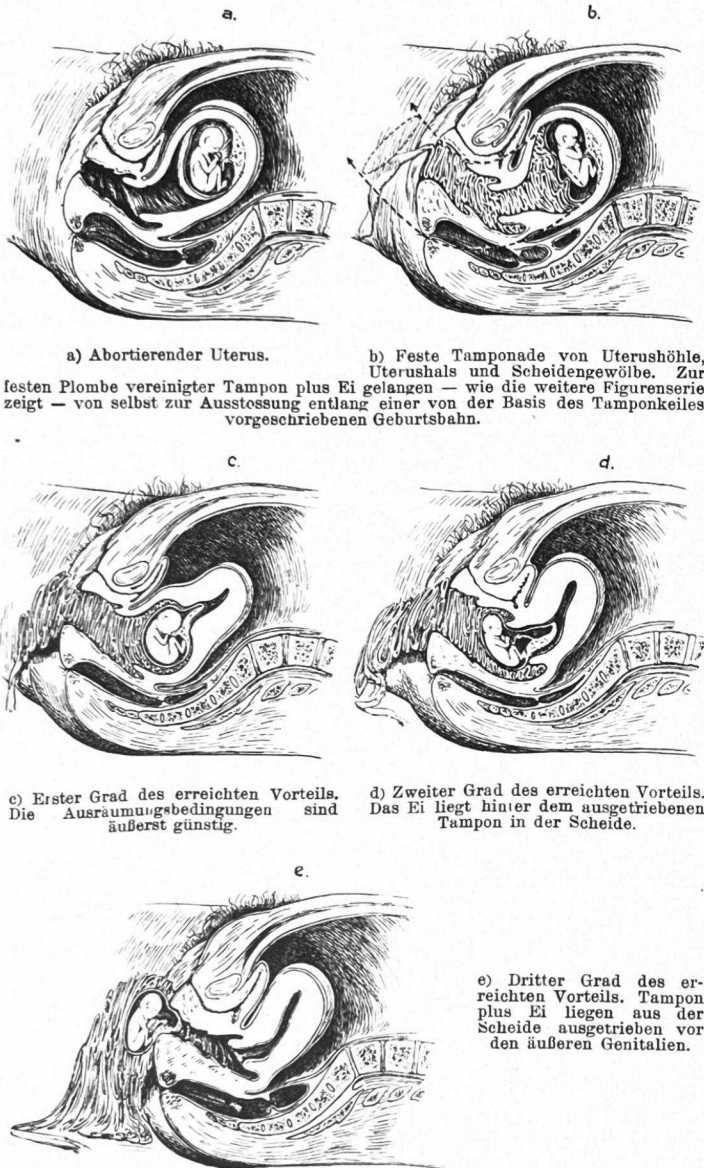 a.
b.
a) Abortierender Uterus.
b) Feste Tamponade von Uterushöhle,
Uterushals und Scheidengewölbe. Zur
festen Plombe vereinigter Tampon plus Ei gelangen — wie die weitere Figurenserie
zeigt — von selbst zur Ausstossung entlang einer von der Basis des Tamponkeiles
vorgeschriebenen Geburtsbahn.
c.
d.
c) Erster Grad des erreichten Vorteils.
Die Ausräumungsbedingungen sind
äußerst günstig.
d) Zweiter Grad des erreichten Vorteils.
Das Ei liegt hinter dem ausgetriebenen
Tampon in der Scheide.
e.
e) Dritter Grad des er-
reichten Vorteils. Tampon
plus Ei liegen aus der
Scheide ausgetrieben vor
den äußeren Genitalien.